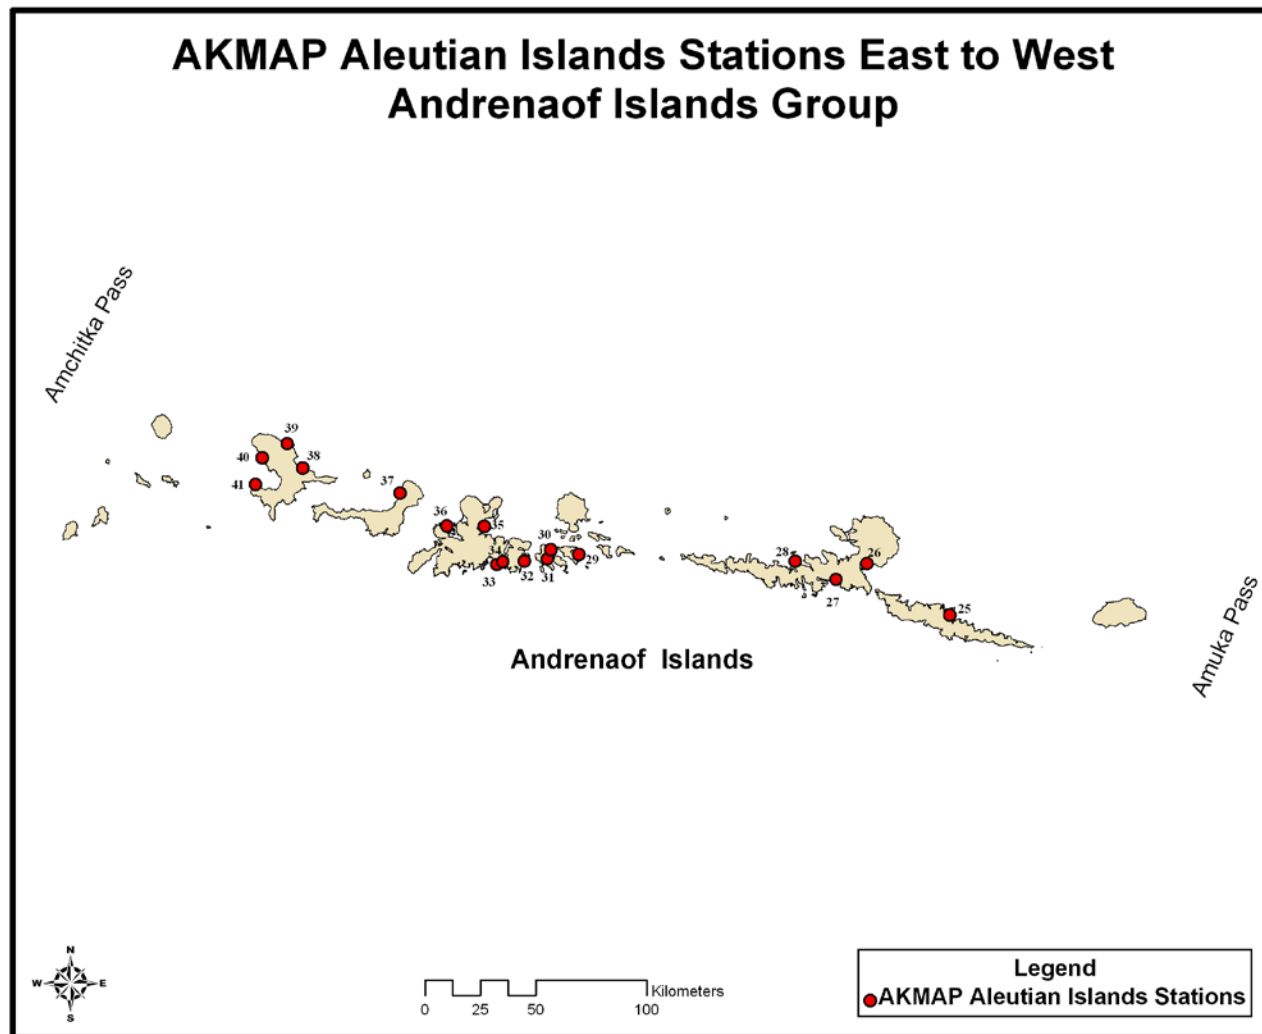 AKMAP Aleutian Islands Stations East to West
Andrenaof Islands Group
Amchitka Pass
39
40
38
41
37
36
35
30
34
29
33
32
31
28
26
27
25
Amuka Pass
Andrenaof Islands
N
W E
S
0 25 50 100
Kilometers
Legend
AKMAP Aleutian Islands Stations